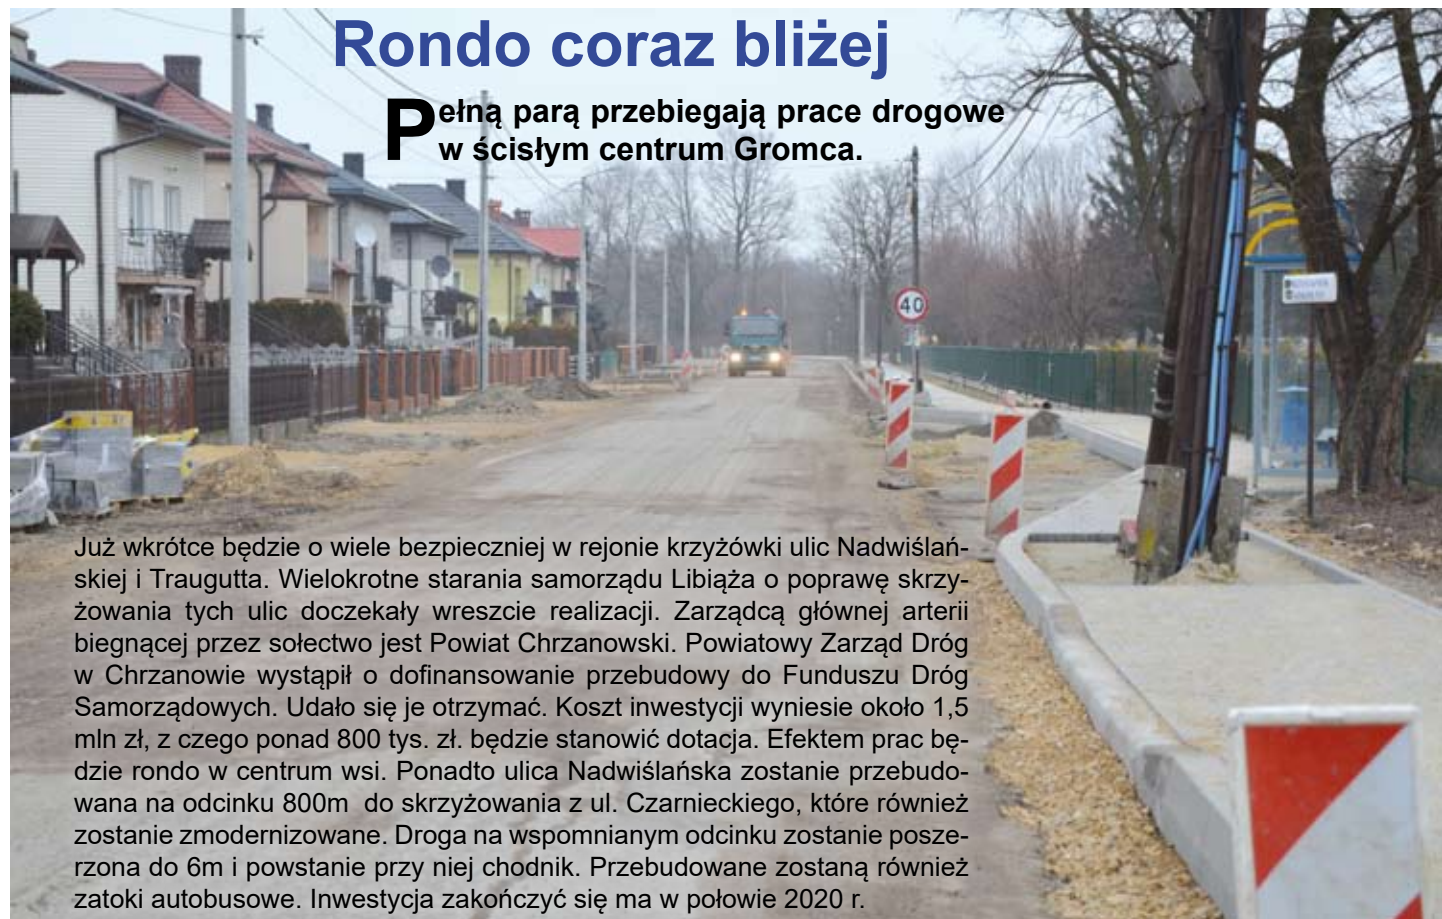 Rondo coraz bliżej
Pełną parą przebiegają prace drogowe
w ścisłym centrum Gromca.
40
Już wkrótce będzie o wiele bezpieczniej w rejonie krzyżówki ulic Nadwiślań-
skiej i Traugutta. Wielokrotne starania samorządu Libiąża o poprawę skrzy-
żowania tych ulic doczekały wreszcie realizacji. Zarządcą głównej arterii
biegnącej przez sołectwo jest Powiat Chrzanowski. Powiatowy Zarząd Dróg
w Chrzanowie wystąpił o dofinansowanie przebudowy do Funduszu Dróg
Samorządowych. Udało się je otrzymać. Koszt inwestycji wyniesie około 1,5
mln zł, z czego ponad 800 tys. zł. będzie stanowić dotacja. Efektem prac bę-
dzie rondo w centrum wsi. Ponadto ulica Nadwiślańska zostanie przebudo-
wana na odcinku 800m  do skrzyżowania z ul. Czarnieckiego, które również
zostanie zmodernizowane. Droga na wspomnianym odcinku zostanie posze-
rzona do 6m i powstanie przy niej chodnik. Przebudowane zostaną również
zatoki autobusowe. Inwestycja zakończyć się ma w połowie 2020 r.